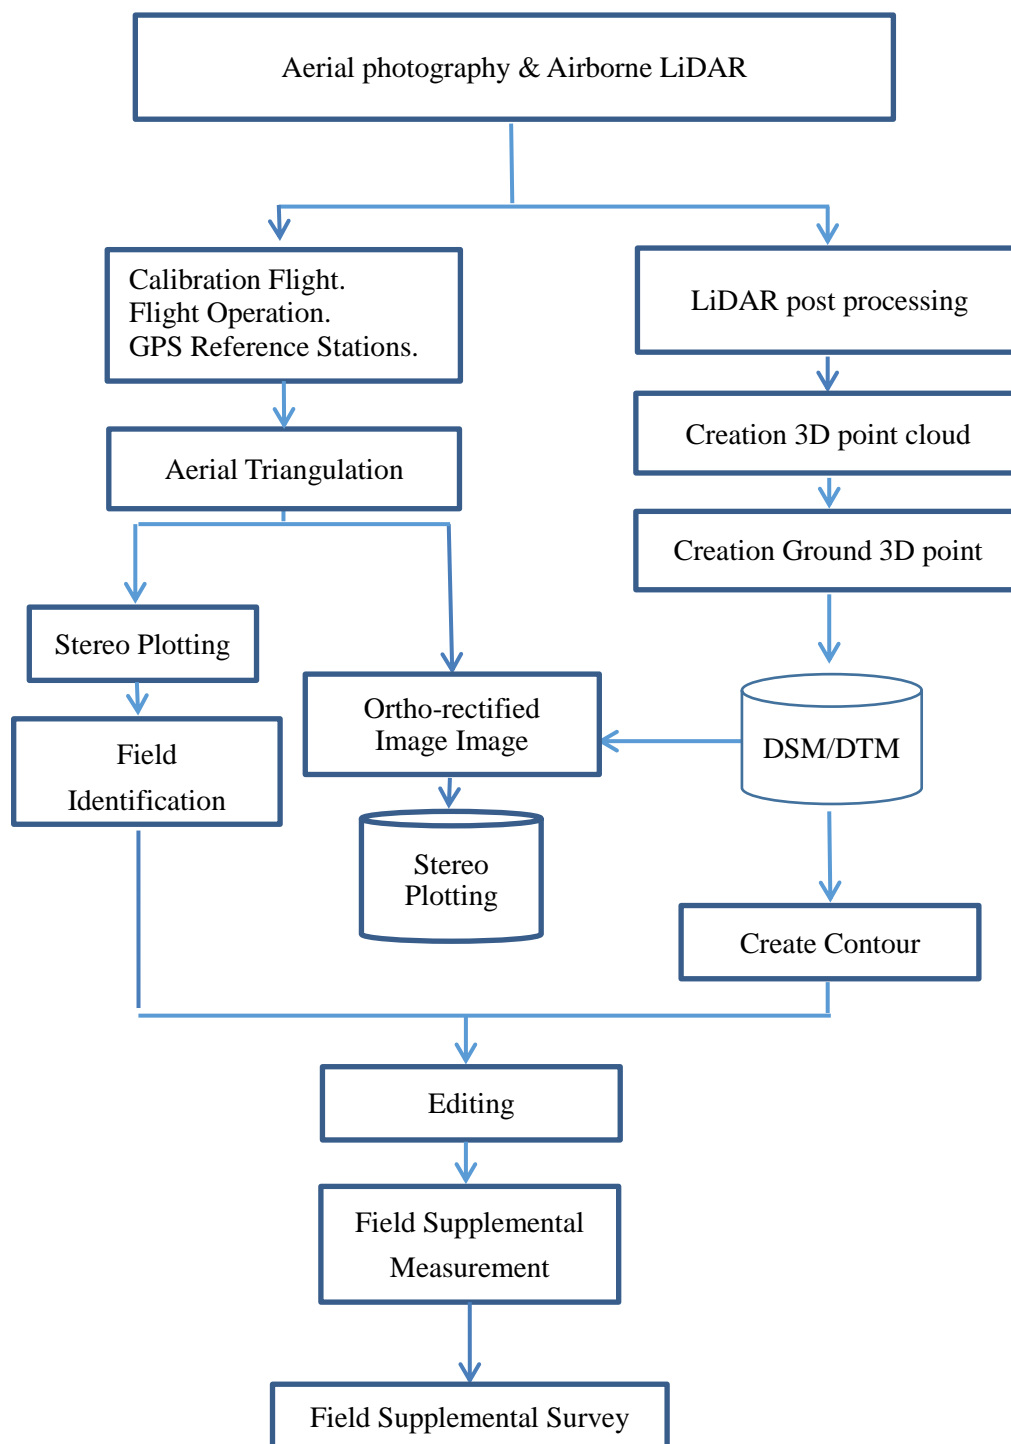 Aerial photography & Airborne LiDAR
Calibration Flight.
Flight Operation.
GPS Reference Stations.
LiDAR post processing
Creation 3D point cloud
Aerial Triangulation
Creation Ground 3D point
Stereo Plotting
Ortho-rectified
Image Image
DSM/DTM
Field
Identification
Stereo
Plotting
Create Contour
Editing
Field Supplemental
Measurement
Field Supplemental Survey